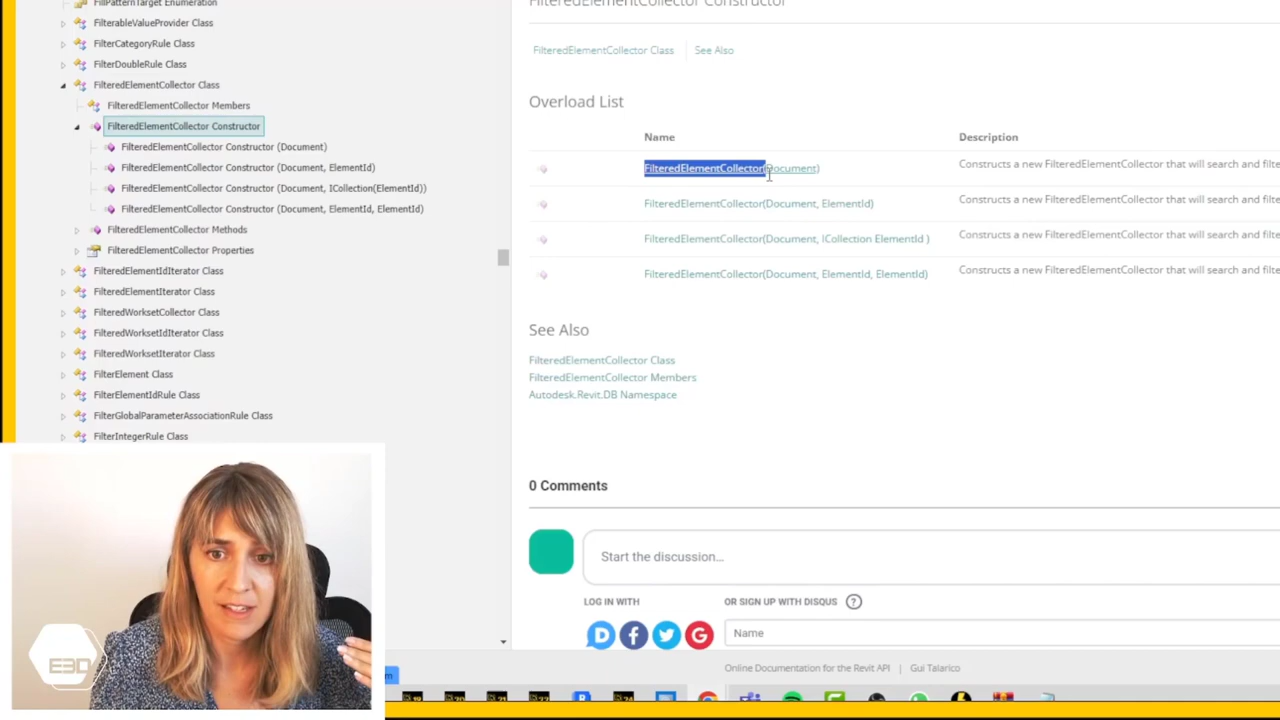 FillPatternTarget Enumeration
FilterableValueProvider Class
FilterCategoryRule Class
FilterDoubleRule Class
FilteredElementCollector Class
FilteredElementCollector Members
FilteredElementCollector Constructor
FilteredElementCollector Constructor (Document)
FilteredElementCollector Constructor (Document, ElementId)
FilteredElementCollector Constructor (Document, ICollection(ElementId))
FilteredElementCollector Constructor (Document, ElementId, ElementId)
FilteredElementCollector Methods
FilteredElementCollector Properties
FilteredElementIdIterator Class
FilteredElementIterator Class
FilteredWorksetCollector Class
FilteredWorksetIdIterator Class
FilteredWorksetIterator Class
FilterElement Class
FilterElementIdRule Class
FilterGlobalParameterAssociationRule Class
FilterIntegerRule Class
FilteredElementCollector Constructor
FilteredElementCollector Class | See Also
Overload List
Name Description
FilteredElementCollector(Document) Constructs a new FilteredElementCollector that will search and filte
FilteredElementCollector(Document, ElementId) Constructs a new FilteredElementCollector that will search and filte
FilteredElementCollector(Document, ICollection ElementId ) Constructs a new FilteredElementCollector that will search and filte
FilteredElementCollector(Document, ElementId, ElementId) Constructs a new FilteredElementCollector that will search and filte
See Also
FilteredElementCollector Class
FilteredElementCollector Members
Autodesk.Revit.DB Namespace
0 Comments
Start the discussion...
LOG IN WITH OR SIGN UP WITH DISQUS ?
Name
Online Documentation for the Revit API | Gui Talarico
E3D